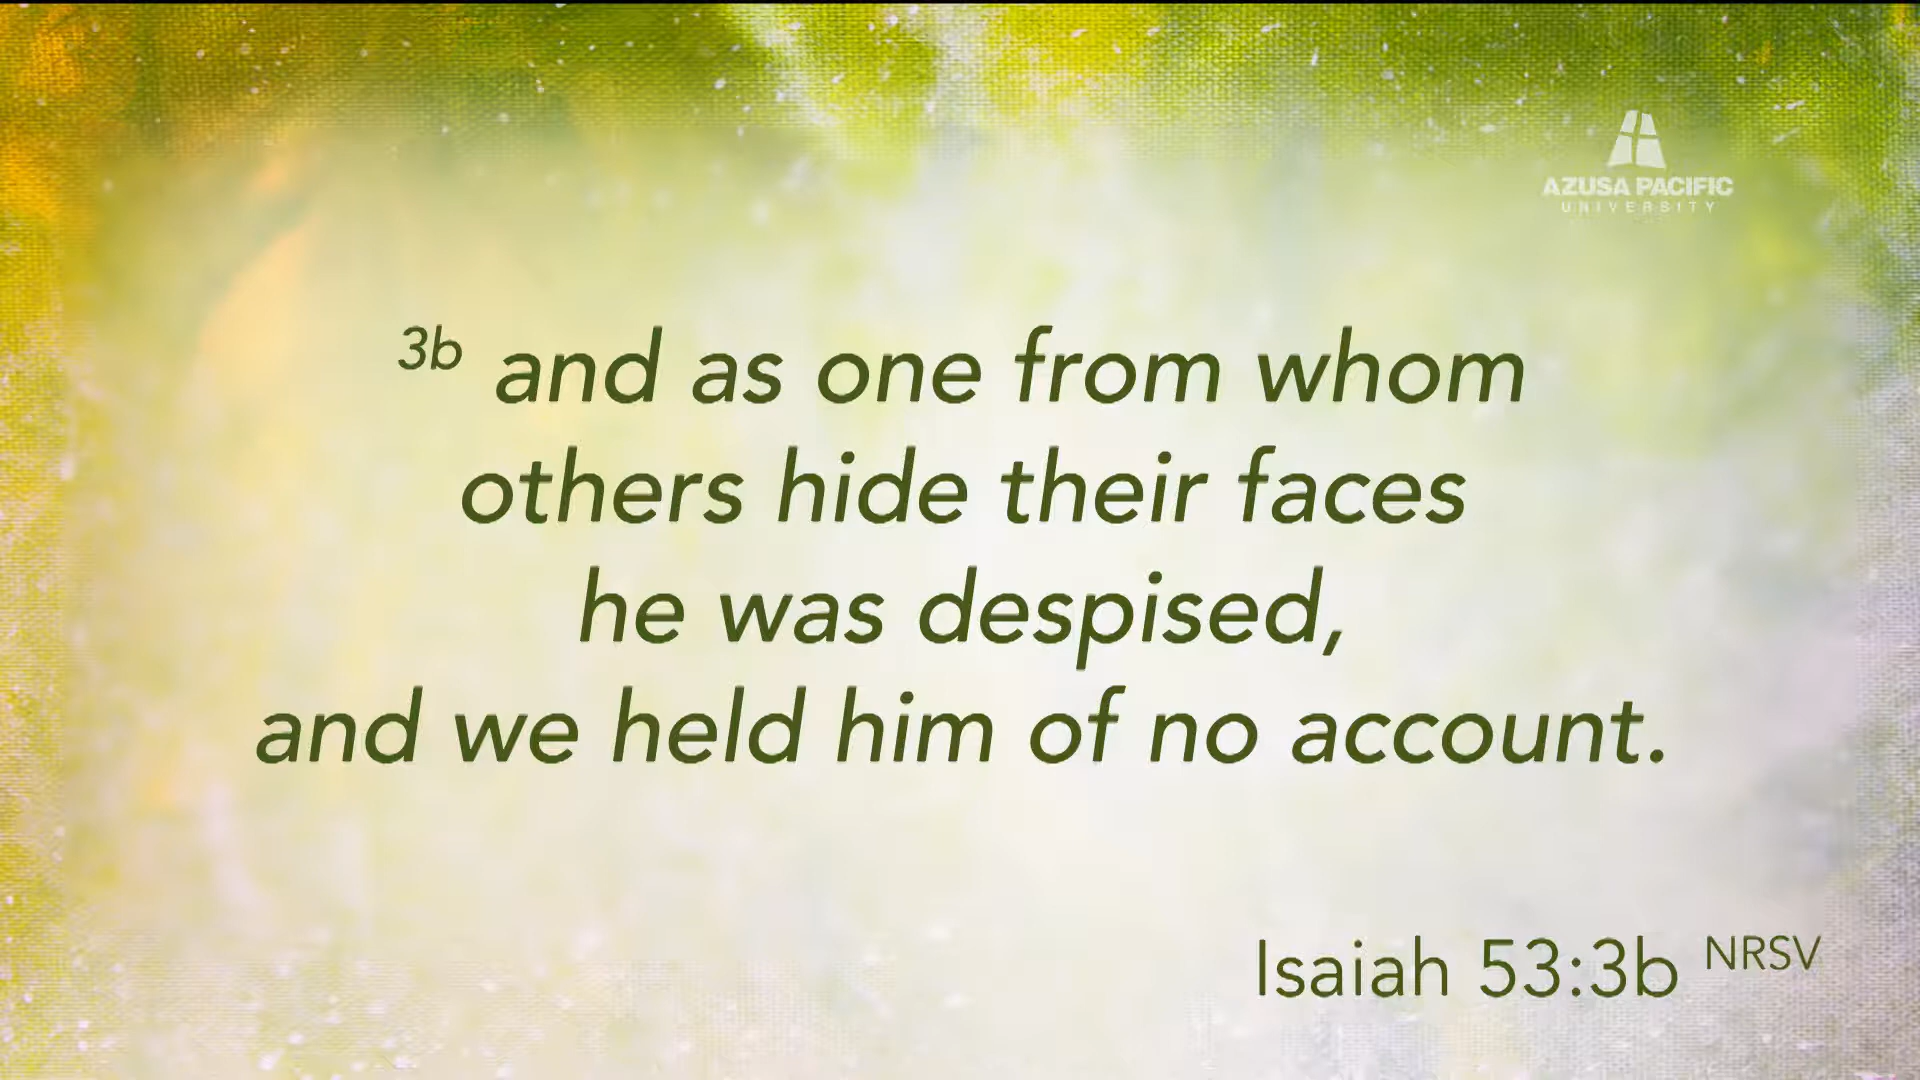 AZUSA PACIFIC
UNIVERSITY
3b and as one from whom
others hide their faces
he was despised,
and we held him of no account.
Isaiah 53:3b NRSV